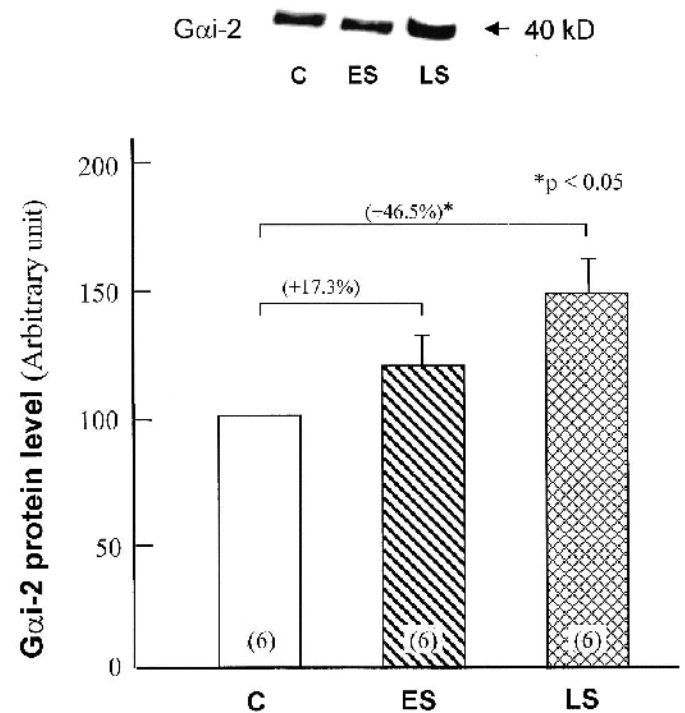 Gαi-2 ← 40 kD
C ES LS
200
150
100
50
0
Gαi-2 protein level (Arbitrary unit)
*p < 0.05
(+46.5%)*
(+17.3%)
(6) (6) (6)
C ES LS